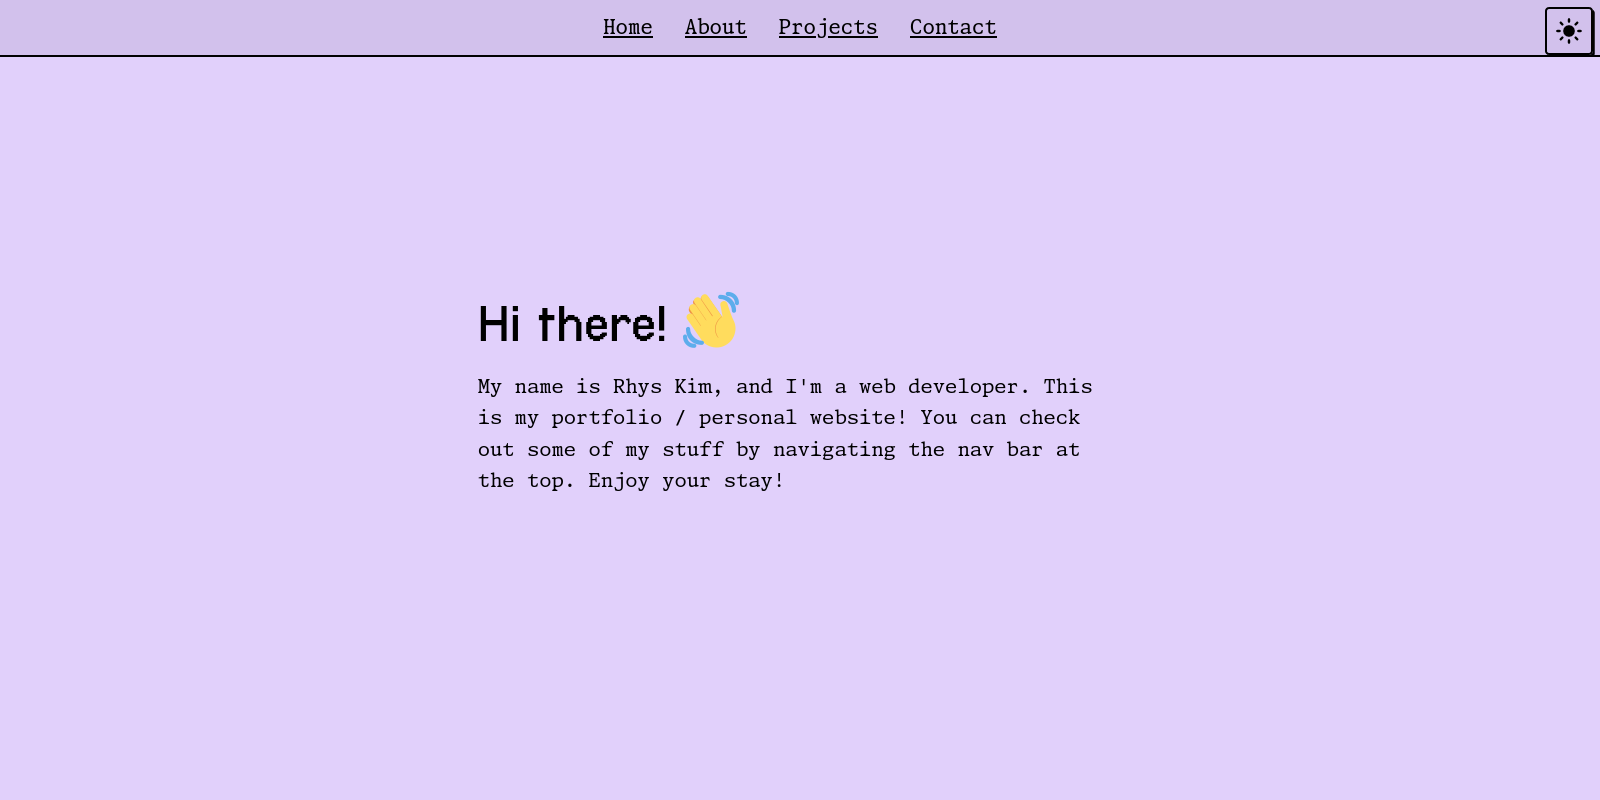 Home About Projects Contact
Hi there! 👋
My name is Rhys Kim, and I'm a web developer. This
is my portfolio / personal website! You can check
out some of my stuff by navigating the nav bar at
the top. Enjoy your stay!